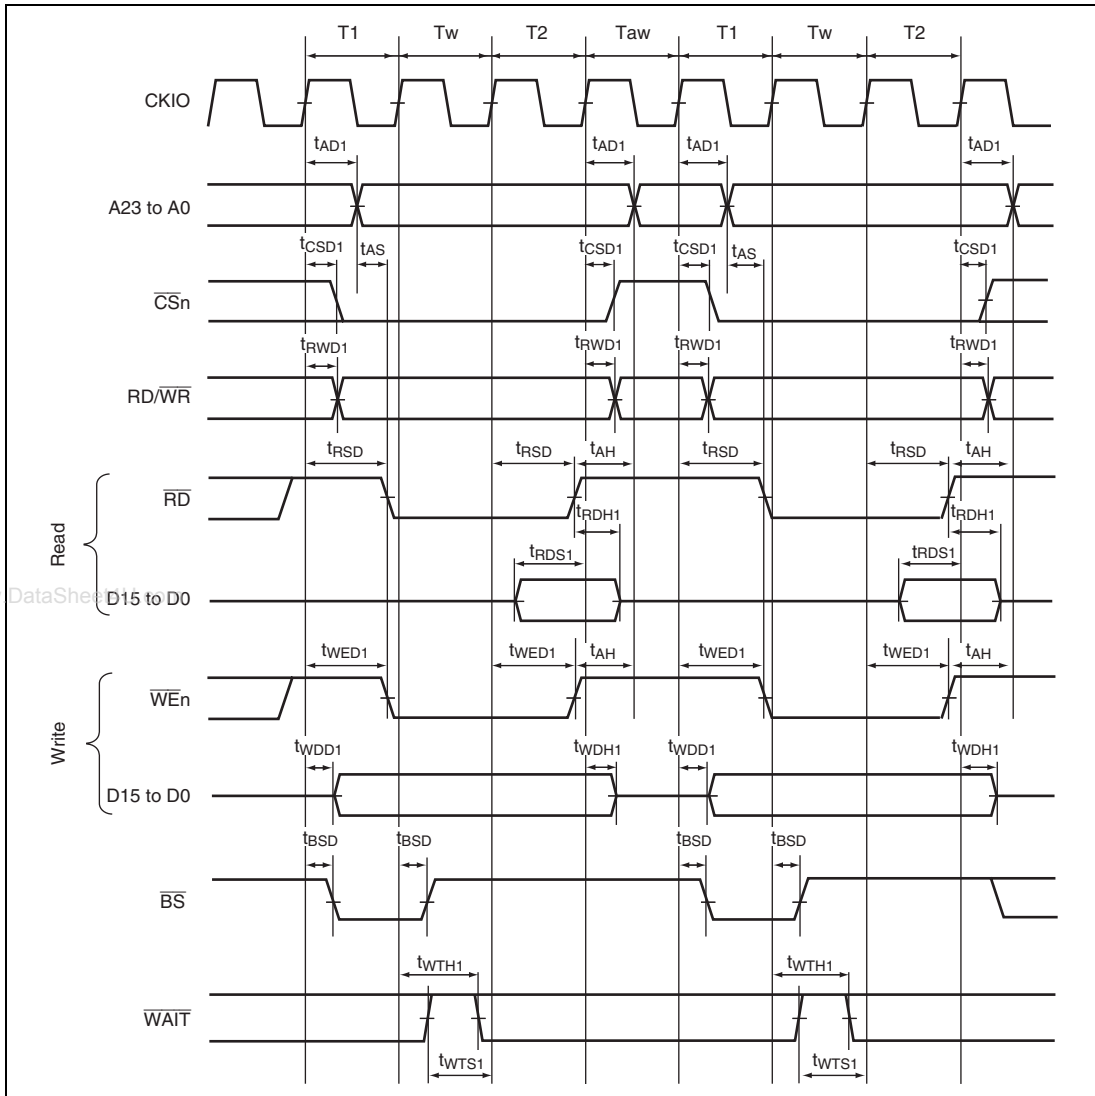 T1 Tw T2 Taw T1 Tw T2
CKIO
tAD1 tAD1 tAD1 tAD1
A23 to A0
tCSD1 tAS tCSD1 tCSD1 tAS tCSD1
CSn
tRWD1 tRWD1 tRWD1 tRWD1
RD/WR
tRSD tRSD tAH tRSD tRSD tAH
Read
RD
tRDH1 tRDH1
tRDS1 tRDS1
DataSheet4U.com
D15 to D0
tWED1 tWED1 tAH tWED1 tWED1 tAH
Write
WEn
tWDD1 tWDH1 tWDD1 tWDH1
D15 to D0
tBSD tBSD tBSD tBSD
BS
tWTH1 tWTH1
WAIT
tWTS1 tWTS1